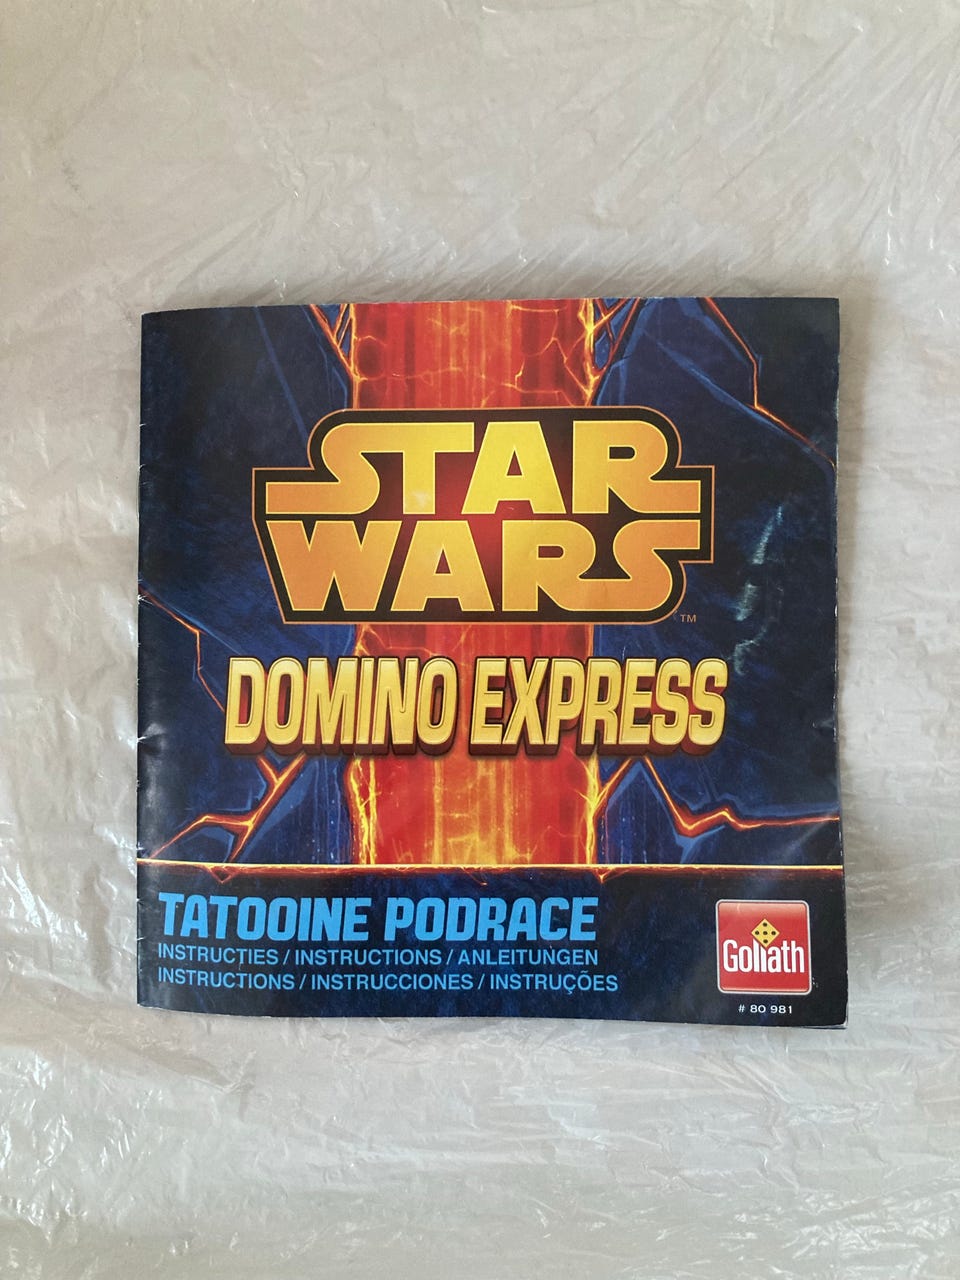 STAR
WARS
TM
DOMINO EXPRESS
TATOOINE PODRACE
INSTRUCTIES / INSTRUCTIONS / ANLEITUNGEN
INSTRUCTIONS / INSTRUCCIONES / INSTRUÇÕES
Goliath
# 80 981